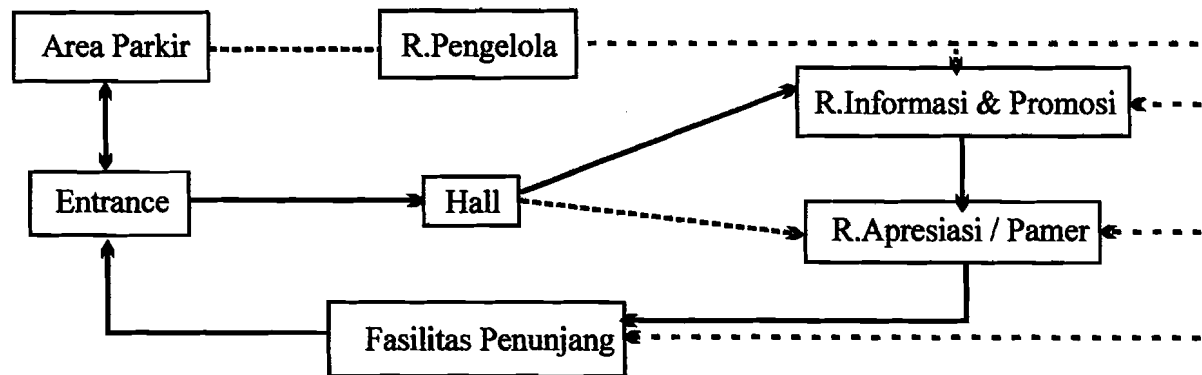 Area Parkir
R.Pengelola
R.Informasi & Promosi
Entrance
Hall
R.Apresiasi / Pamer
Fasilitas Penunjang